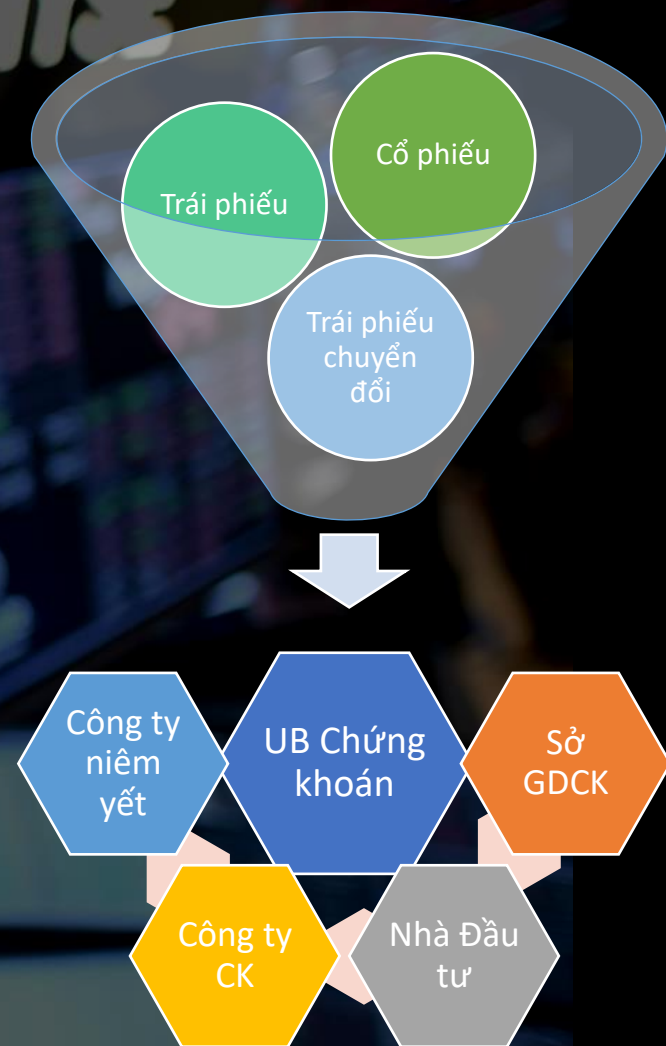 Cổ phiếu
Trái phiếu
Trái phiếu
chuyển
đổi
Công ty
niêm
yết
UB Chứng
khoán
Sở
GDCK
Công ty
CK
Nhà Đầu
tư